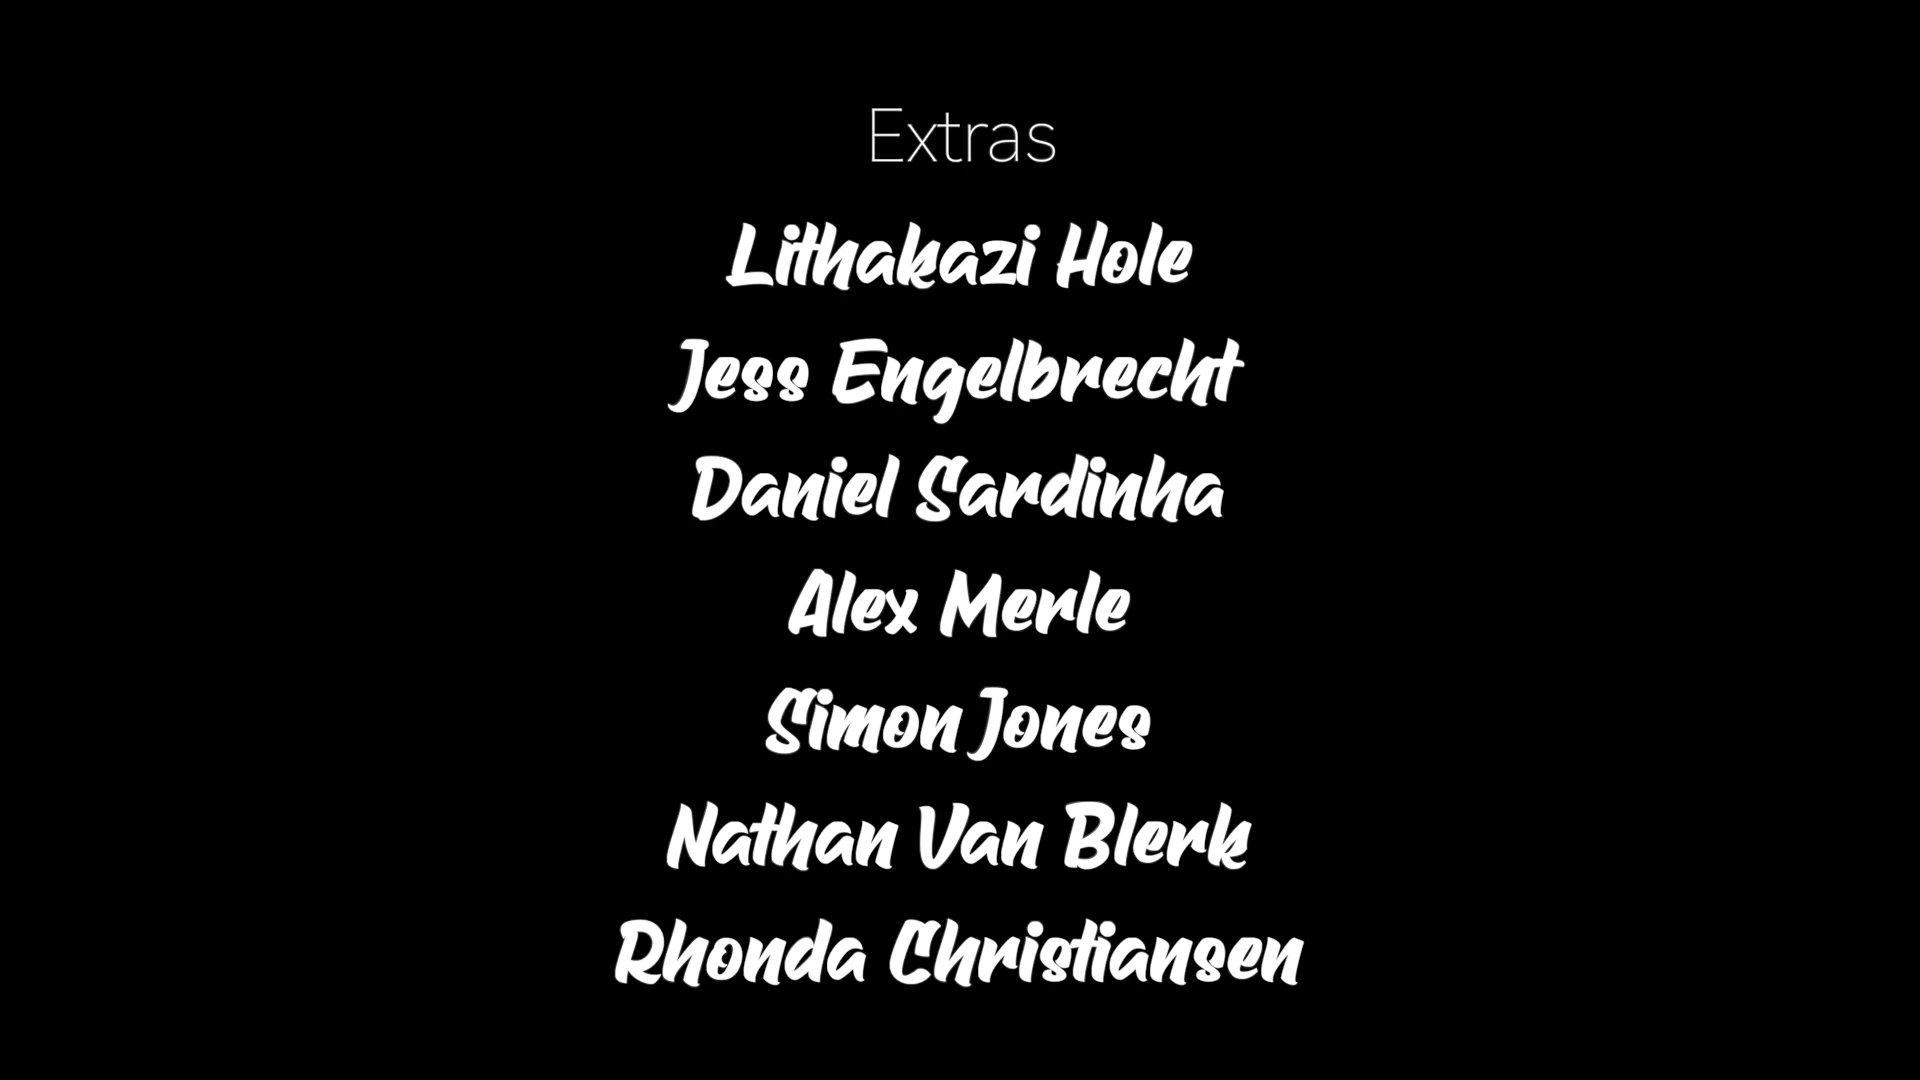 Extras
Lithakazi Hole
Jess Engelbrecht
Daniel Sardinha
Alex Merle
Simon Jones
Nathan Van Blerk
Rhonda Christiansen